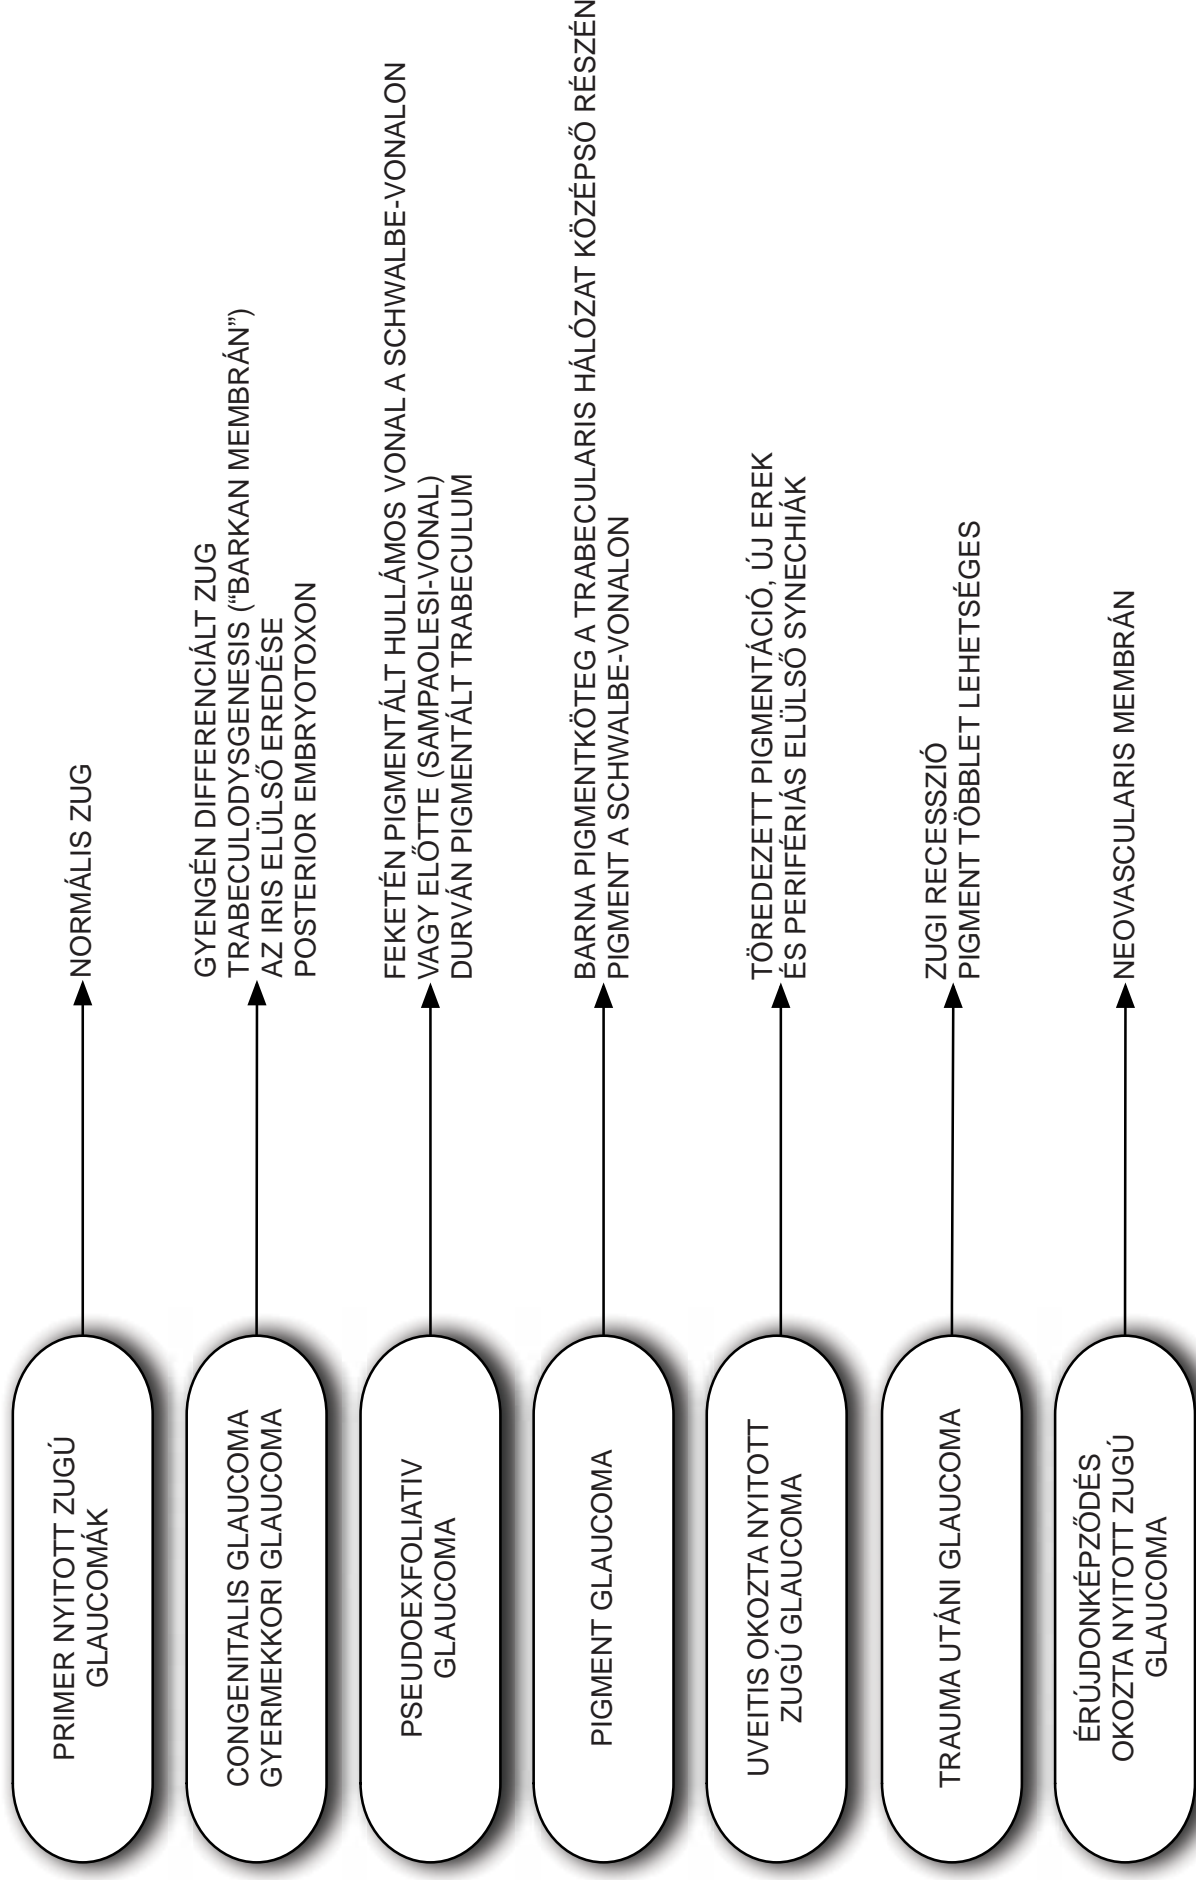 PRIMER NYITOTT ZUGÚ
GLAUCOMÁK
NORMÁLIS ZUG
CONGENITALIS GLAUCOMA
GYERMEKKORI GLAUCOMA
GYENGÉN DIFFERENCIÁLT ZUG
TRABECULODYSGENESIS (“BARKAN MEMBRÁN”)
AZ IRIS ELÜLSŐ EREDÉSE
POSTERIOR EMBRYOTOXON
PSEUDOEXFOLIATIV
GLAUCOMA
FEKETÉN PIGMENTÁLT HULLÁMOS VONAL A SCHWALBE-VONALON
VAGY ELŐTTE (SAMPAOLESI-VONAL)
DURVÁN PIGMENTÁLT TRABECULUM
PIGMENT GLAUCOMA
BARNA PIGMENTKÖTEG A TRABECULARIS HÁLÓZAT KÖZÉPSŐ RÉSZÉN
PIGMENT A SCHWALBE-VONALON
UVEITIS OKOZTA NYITOTT
ZUGÚ GLAUCOMA
TÖREDEZETT PIGMENTÁCIÓ, ÚJ EREK
ÉS PERIFÉRIÁS ELÜLSŐ SYNECHIÁK
TRAUMA UTÁNI GLAUCOMA
ZUGI RECESSZIÓ
PIGMENT TÖBBLET LEHETSÉGES
ÉRÚJDONKÉPZŐDÉS
OKOZTA NYITOTT ZUGÚ
GLAUCOMA
NEOVASCULARIS MEMBRÁN